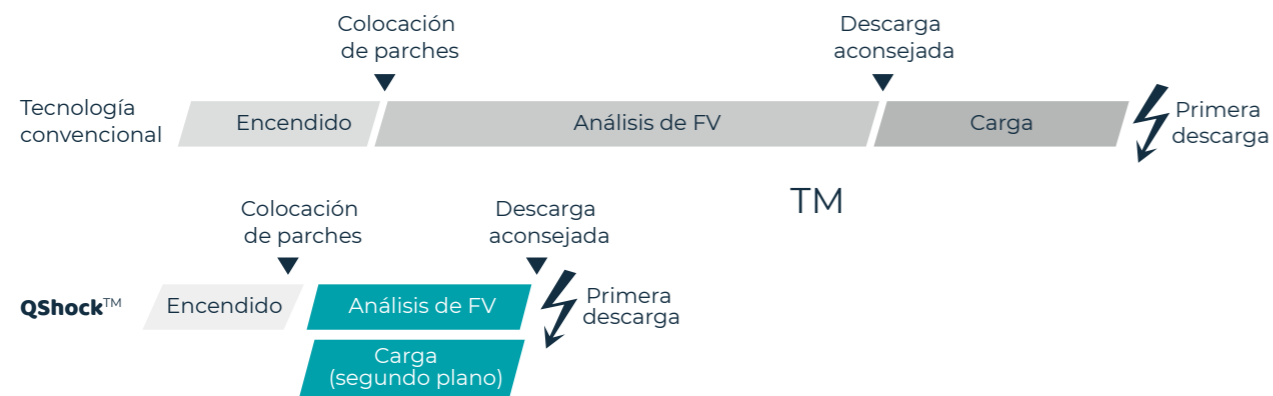 Colocación
de parches
Descarga
aconsejada
Tecnología
convencional
Encendido
Análisis de FV
Carga
Primera
descarga
TM
Colocación
de parches
Descarga
aconsejada
QShock™
Encendido
Análisis de FV
Primera
descarga
Carga
(segundo plano)